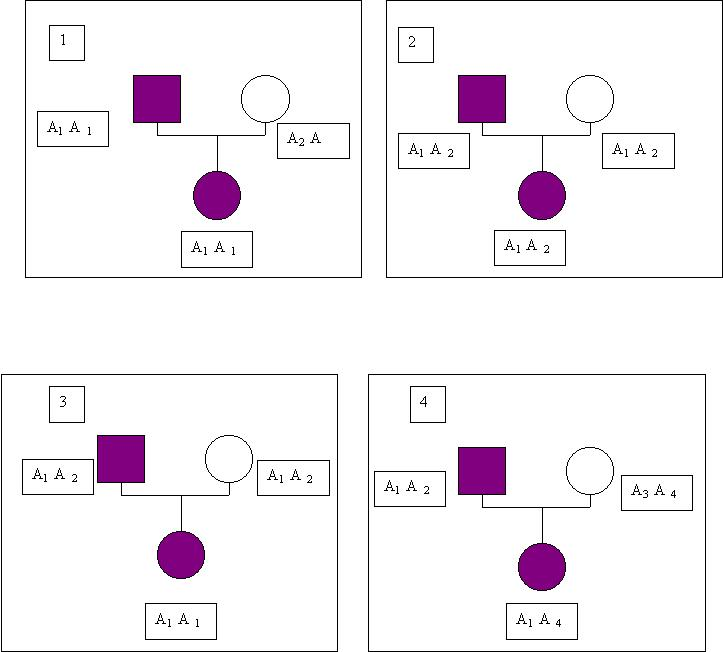 1
A₁ A ₁
A₂ A
A₁ A ₁
2
A₁ A ₂
A₁ A ₂
A₁ A ₂
3
A₁ A ₂
A₁ A ₂
A₁ A ₁
4
A₁ A ₂
A₃ A ₄
A₁ A ₄